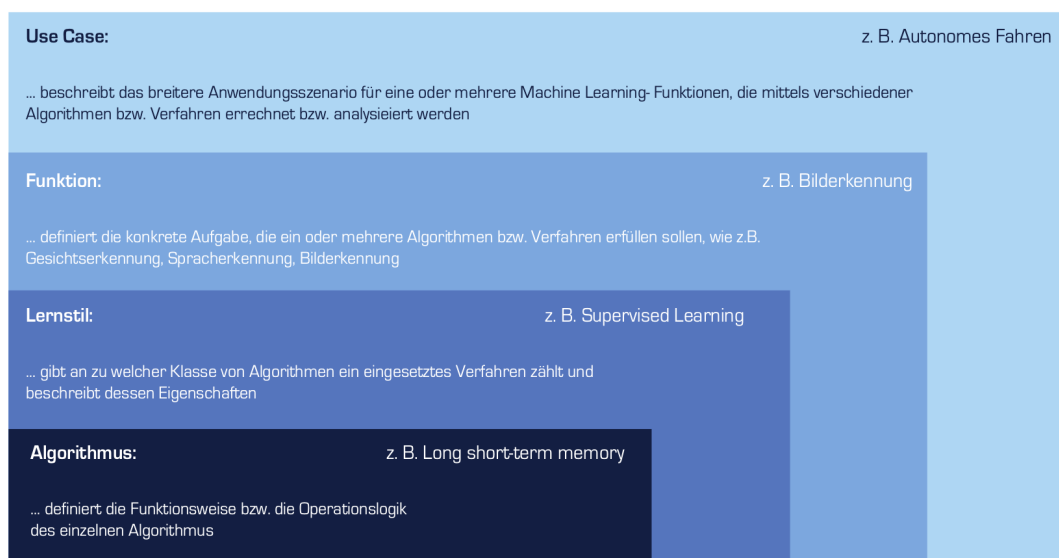 Use Case:
z. B. Autonomes Fahren
... beschreibt das breitere Anwendungsszenario für eine oder mehrere Machine Learning- Funktionen, die mittels verschiedener
Algorithmen bzw. Verfahren errechnet bzw. analysieiert werden
Funktion:
z. B. Bilderkennung
... definiert die konkrete Aufgabe, die ein oder mehrere Algorithmen bzw. Verfahren erfüllen sollen, wie z.B.
Gesichtserkennung, Spracherkennung, Bilderkennung
Lernstil:
z. B. Supervised Learning
... gibt an zu welcher Klasse von Algorithmen ein eingesetztes Verfahren zählt und
beschreibt dessen Eigenschaften
Algorithmus:
z. B. Long short-term memory
... definiert die Funktionsweise bzw. die Operationslogik
des einzelnen Algorithmus